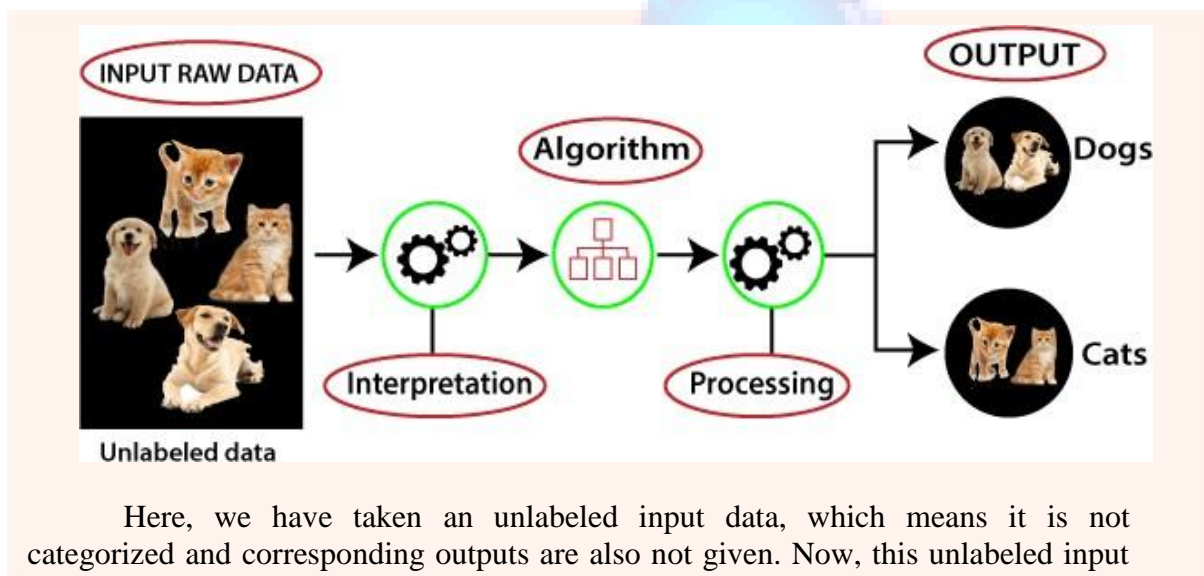 INPUT RAW DATA
Unlabeled data
Interpretation
Algorithm
Processing
OUTPUT
Dogs
Cats
Here, we have taken an unlabeled input data, which means it is not
categorized and corresponding outputs are also not given. Now, this unlabeled input